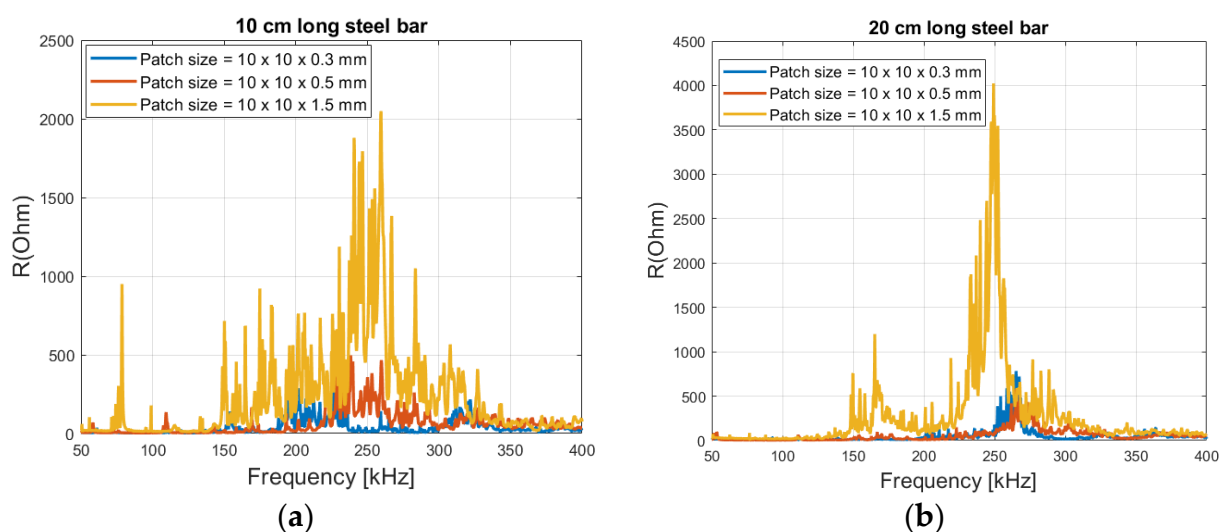 10 cm long steel bar
2500
2000
1500
1000
500
0
R(Ohm)
Patch size = 10 x 10 x 0.3 mm
Patch size = 10 x 10 x 0.5 mm
Patch size = 10 x 10 x 1.5 mm
50 100 150 200 250 300 350 400
Frequency [kHz]
(a)
20 cm long steel bar
4500
4000
3500
3000
2500
2000
1500
1000
500
0
R(Ohm)
Patch size = 10 x 10 x 0.3 mm
Patch size = 10 x 10 x 0.5 mm
Patch size = 10 x 10 x 1.5 mm
50 100 150 200 250 300 350 400
Frequency [kHz]
(b)